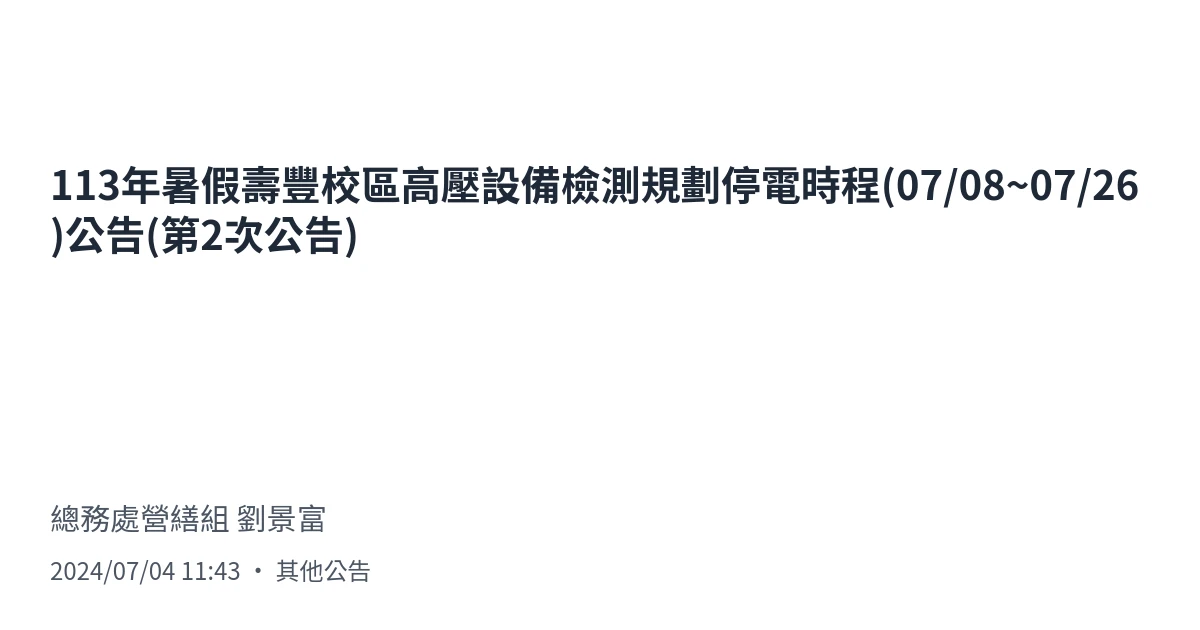 113年暑假壽豐校區高壓設備檢測規劃停電時程(07/08~07/26
)公告(第2次公告)
總務處營繕組 劉景富
2024/07/04 11:43 • 其他公告